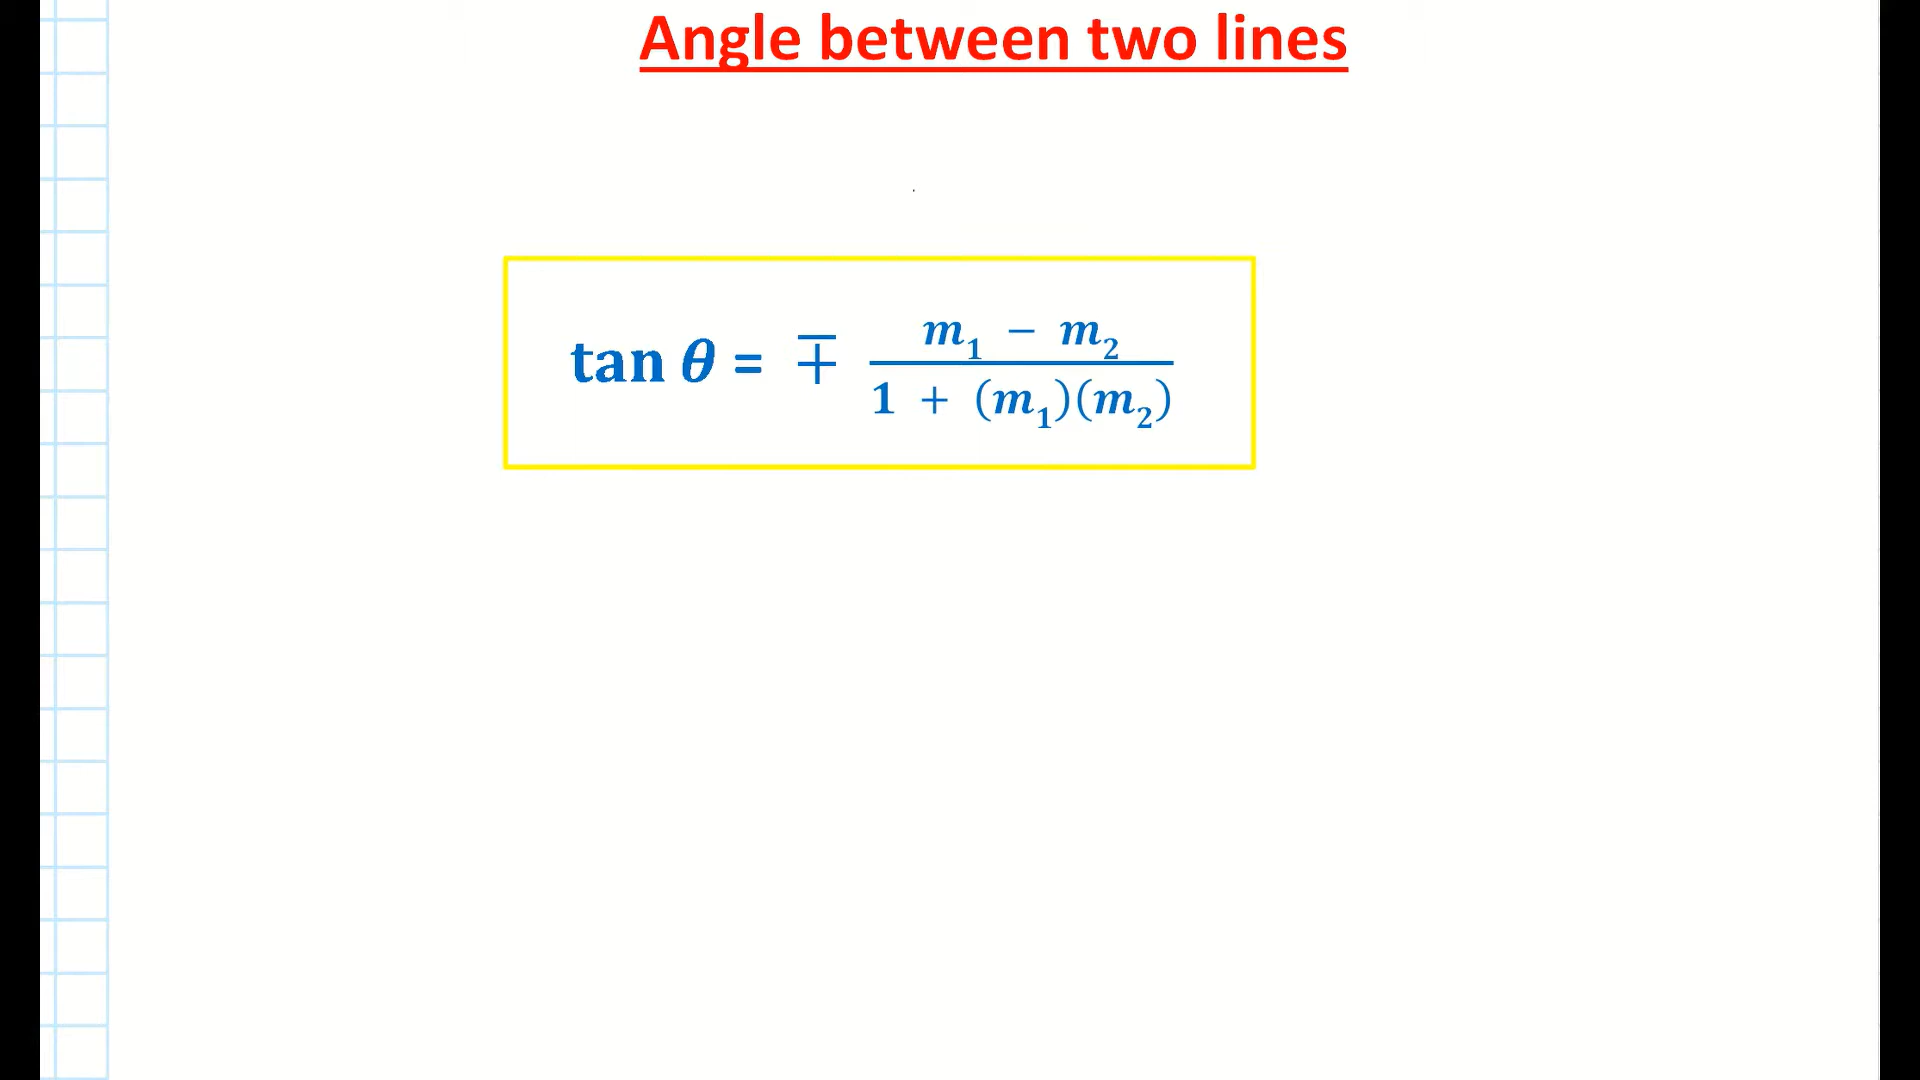 Angle between two lines
tan θ = ∓ m₁ − m₂ / 1 + (m₁)(m₂)